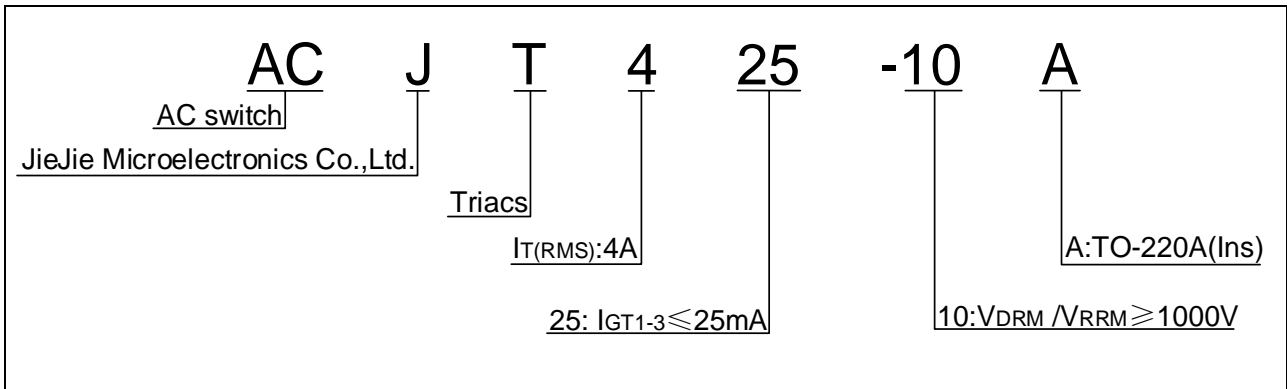 AC J T 4 25 -10 A
AC switch
JieJie Microelectronics Co.,Ltd.
Triacs
IT(RMS):4A
A:TO-220A(Ins)
25: IGT1-3≤25mA
10:VDRM /VRRM≥1000V